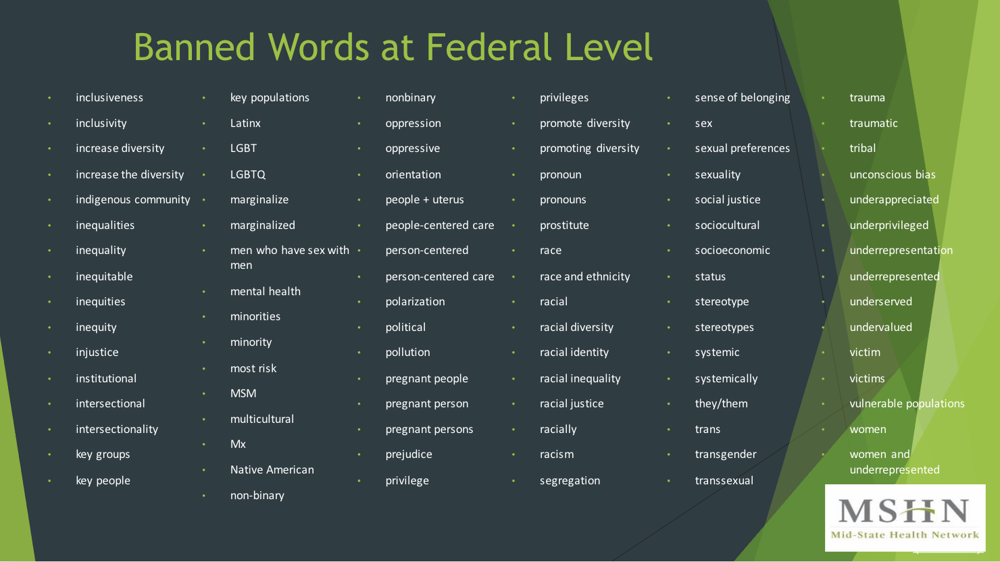 Banned Words at Federal Level
• inclusiveness
• inclusivity
• increase diversity
• increase the diversity
• indigenous community
• inequalities
• inequality
• inequitable
• inequities
• inequity
• injustice
• institutional
• intersectional
• intersectionality
• key groups
• key people
• key populations
• Latinx
• LGBT
• LGBTQ
• marginalize
• marginalized
• men who have sex with
men
• mental health
• minorities
• minority
• most risk
• MSM
• multicultural
• Mx
• Native American
• non-binary
• nonbinary
• oppression
• oppressive
• orientation
• people + uterus
• people-centered care
• person-centered
• person-centered care
• polarization
• political
• pollution
• pregnant people
• pregnant person
• pregnant persons
• prejudice
• privilege
• privileges
• promote diversity
• promoting diversity
• pronoun
• pronouns
• prostitute
• race
• race and ethnicity
• racial
• racial diversity
• racial identity
• racial inequality
• racial justice
• racially
• racism
• segregation
• sense of belonging
• sex
• sexual preferences
• sexuality
• social justice
• sociocultural
• socioeconomic
• status
• stereotype
• stereotypes
• systemic
• systemically
• they/them
• trans
• transgender
• transsexual
• trauma
• traumatic
• tribal
• unconscious bias
• underappreciated
• underprivileged
• underrepresentation
• underrepresented
• underserved
• undervalued
• victim
• victims
• vulnerable populations
• women
• women and
underrepresented
MSHN
Mid-State Health Network